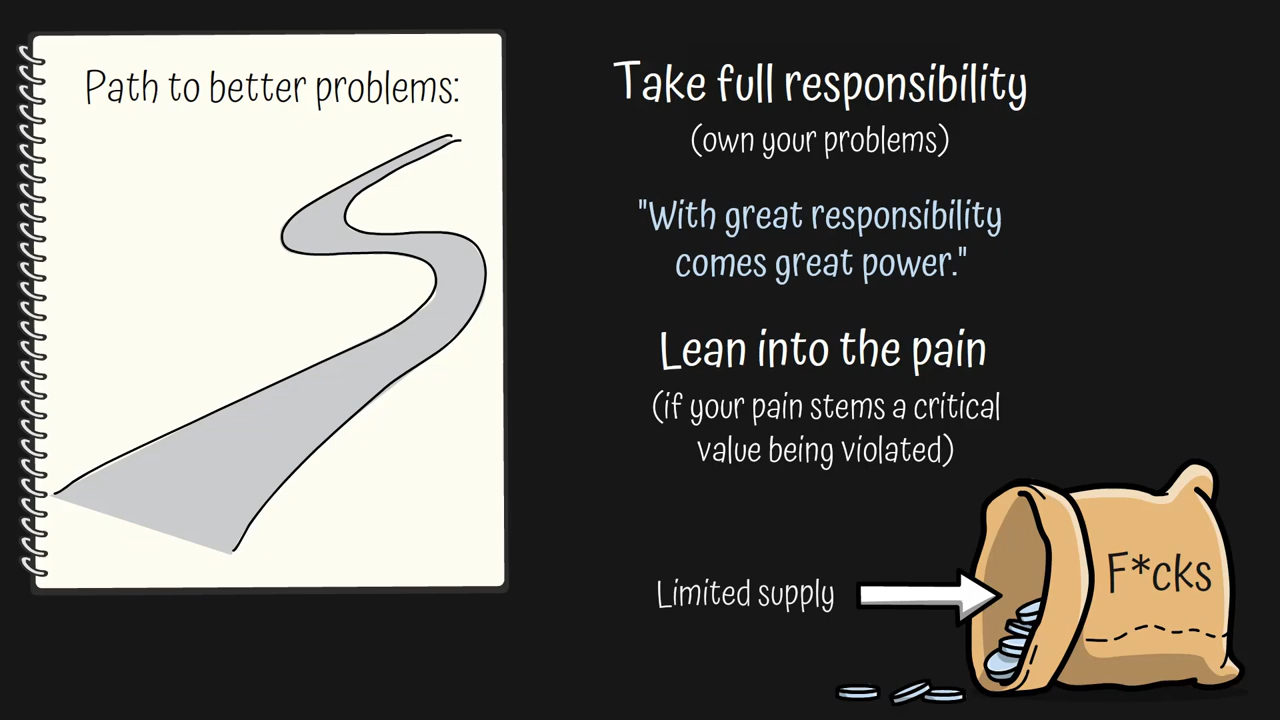 Path to better problems:
Take full responsibility
(own your problems)
"With great responsibility
comes great power."
Lean into the pain
(if your pain stems a critical
value being violated)
Limited supply
F*cks